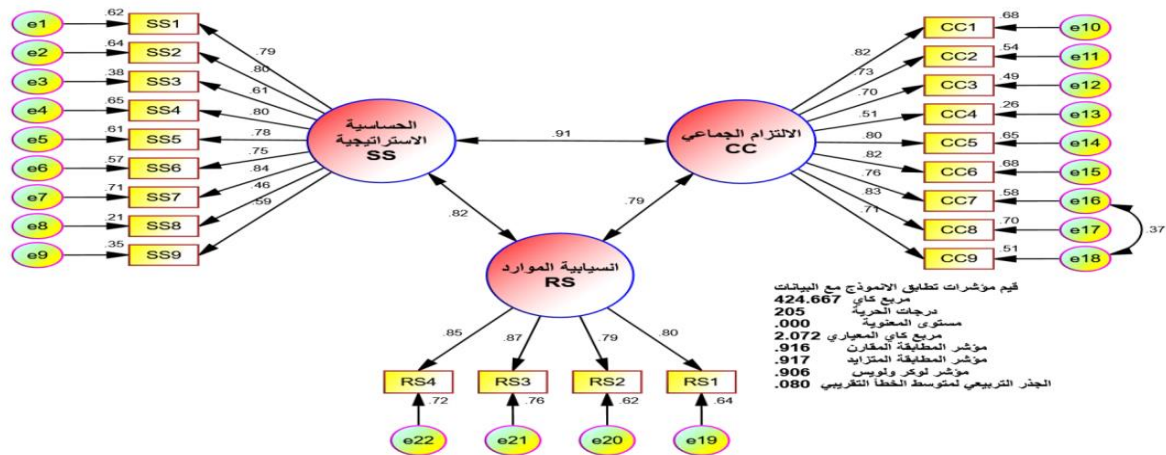 e1 .62 SS1 .79
e2 .64 SS2 .80
e3 .38 SS3 .61
e4 .65 SS4 .80
e5 .61 SS5 .78
e6 .57 SS6 .75
e7 .71 SS7 .84
e8 .21 SS8 .46
e9 .35 SS9 .59
الحساسية
الاستراتيجية
SS
.91
.82
.79
الالتزام الجماعي
CC
.82 CC1 .68 e10
.73 CC2 .54 e11
.70 CC3 .49 e12
.51 CC4 .26 e13
.80 CC5 .65 e14
.82 CC6 .68 e15
.76 CC7 .58 e16
.83 CC8 .70 e17
.71 CC9 .51 e18
.37
انسيابية الموارد
RS
.85 .87 .79 .80
RS4 RS3 RS2 RS1
.72 .76 .62 .64
e22 e21 e20 e19
قيم مؤشرات تطابق الانموذج مع البيانات
مربع كاي 424.667
درجات الحرية 205
مستوى المعنوية .000
مربع كاي المعياري 2.072
مؤشر المطابقة المقارن .916
مؤشر المطابقة المتزايد .917
مؤشر توكر ولويس .906
الجذر التربيعي لمتوسط الخطأ التقريبي .080